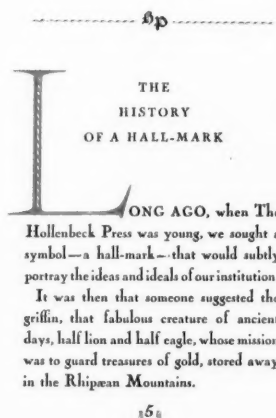 HP
THE
HISTORY
OF A HALL-MARK
LONG AGO, when The
Hollenbeck Press was young, we sought a
symbol—a hall-mark—that would subtly
portray the ideas and ideals of our institution.
It was then that someone suggested the
griffin, that fabulous creature of ancient
days, half lion and half eagle, whose mission
was to guard treasures of gold, stored away
in the Rhipæan Mountains.
5